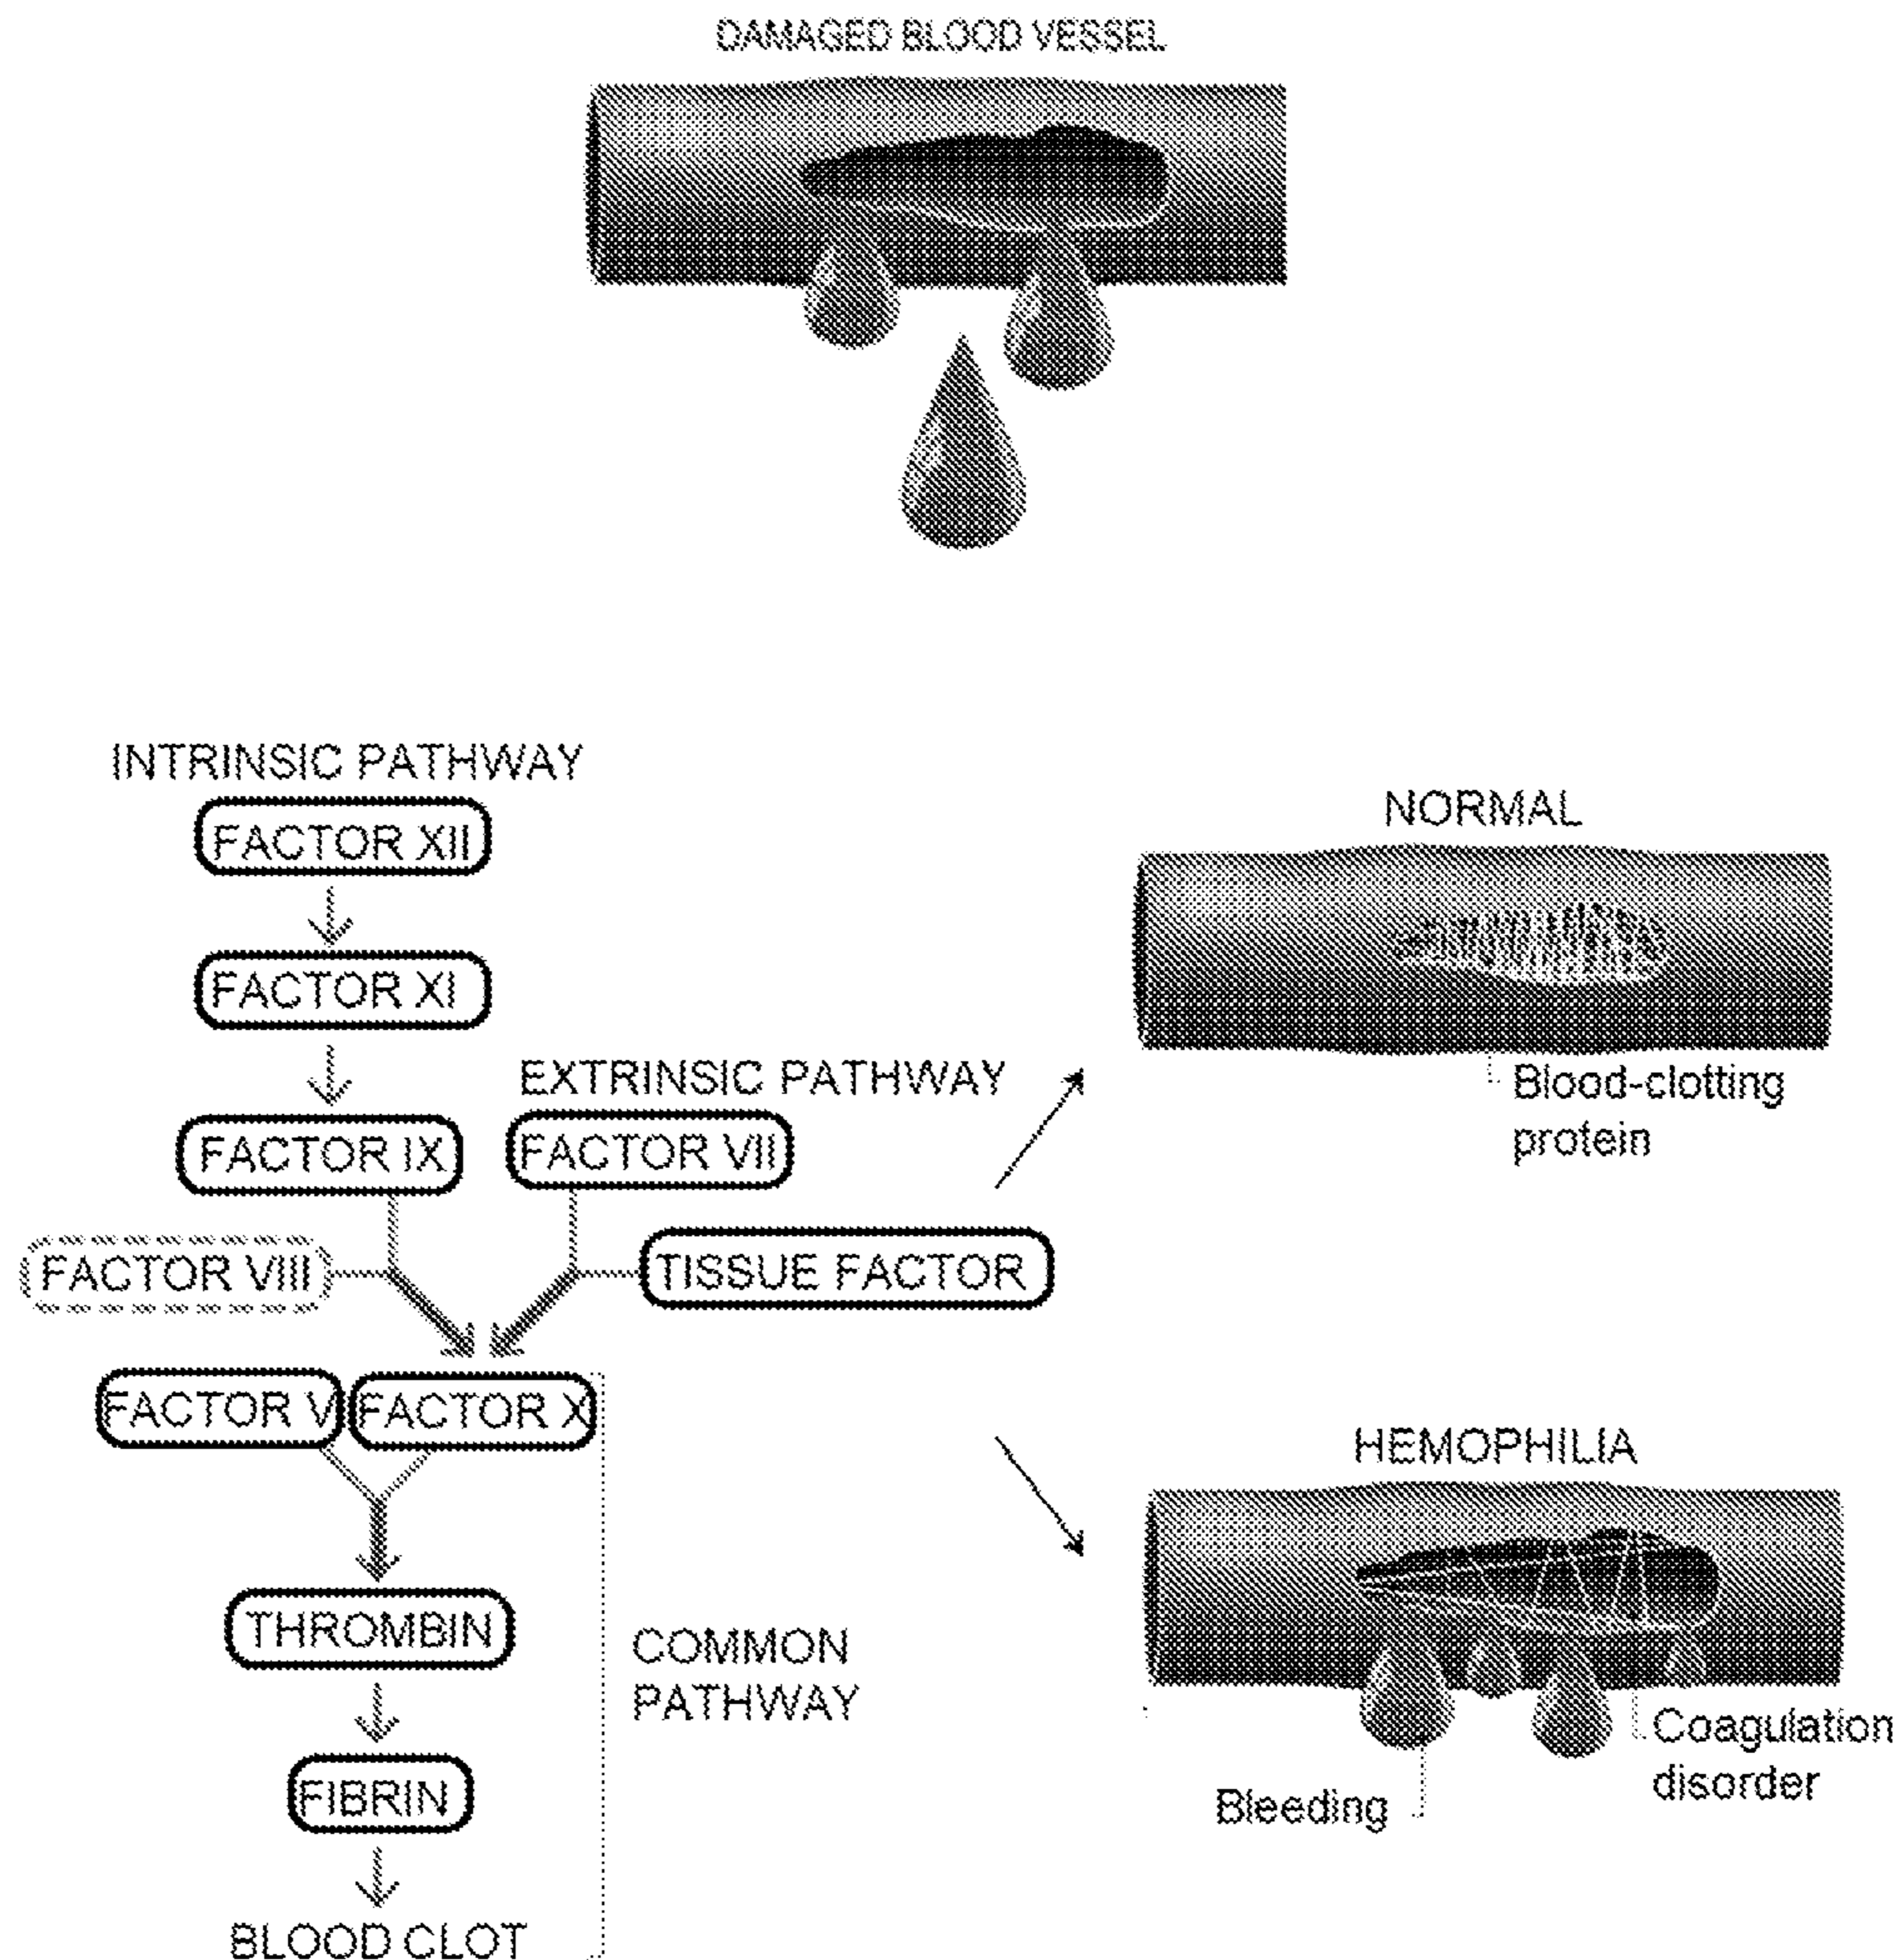 DAMAGED BLOOD VESSEL
INTRINSIC PATHWAY
FACTOR XII
FACTOR XI
EXTRINSIC PATHWAY
FACTOR IX
FACTOR VII
FACTOR VIII
TISSUE FACTOR
FACTOR V
FACTOR X
THROMBIN
COMMON
PATHWAY
FIBRIN
BLOOD CLOT
NORMAL
Blood-clotting
protein
HEMOPHILIA
Coagulation
disorder
Bleeding